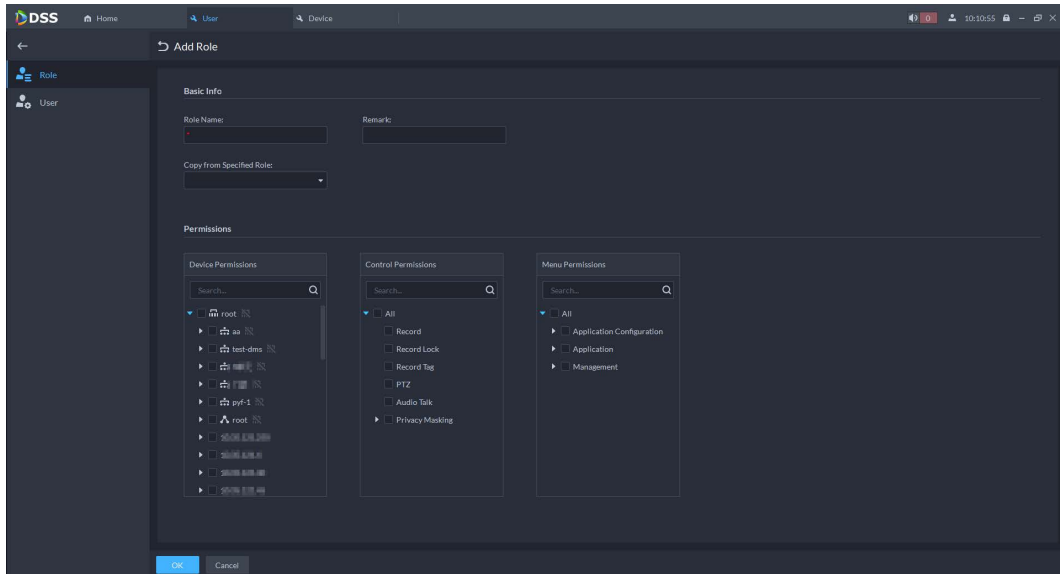 DSS
Home
User
Device
0
10:10:55
Add Role
Role
User
Basic Info
Role Name:
Remark:
*
Copy from Specified Role:
Permissions
Device Permissions
Control Permissions
Menu Permissions
Search...
Search...
Search...
root
All
All
aa
Record
Application Configuration
test-dms
Record Lock
Application
Record Tag
Management
PTZ
pyf-1
Audio Talk
root
Privacy Masking
OK
Cancel